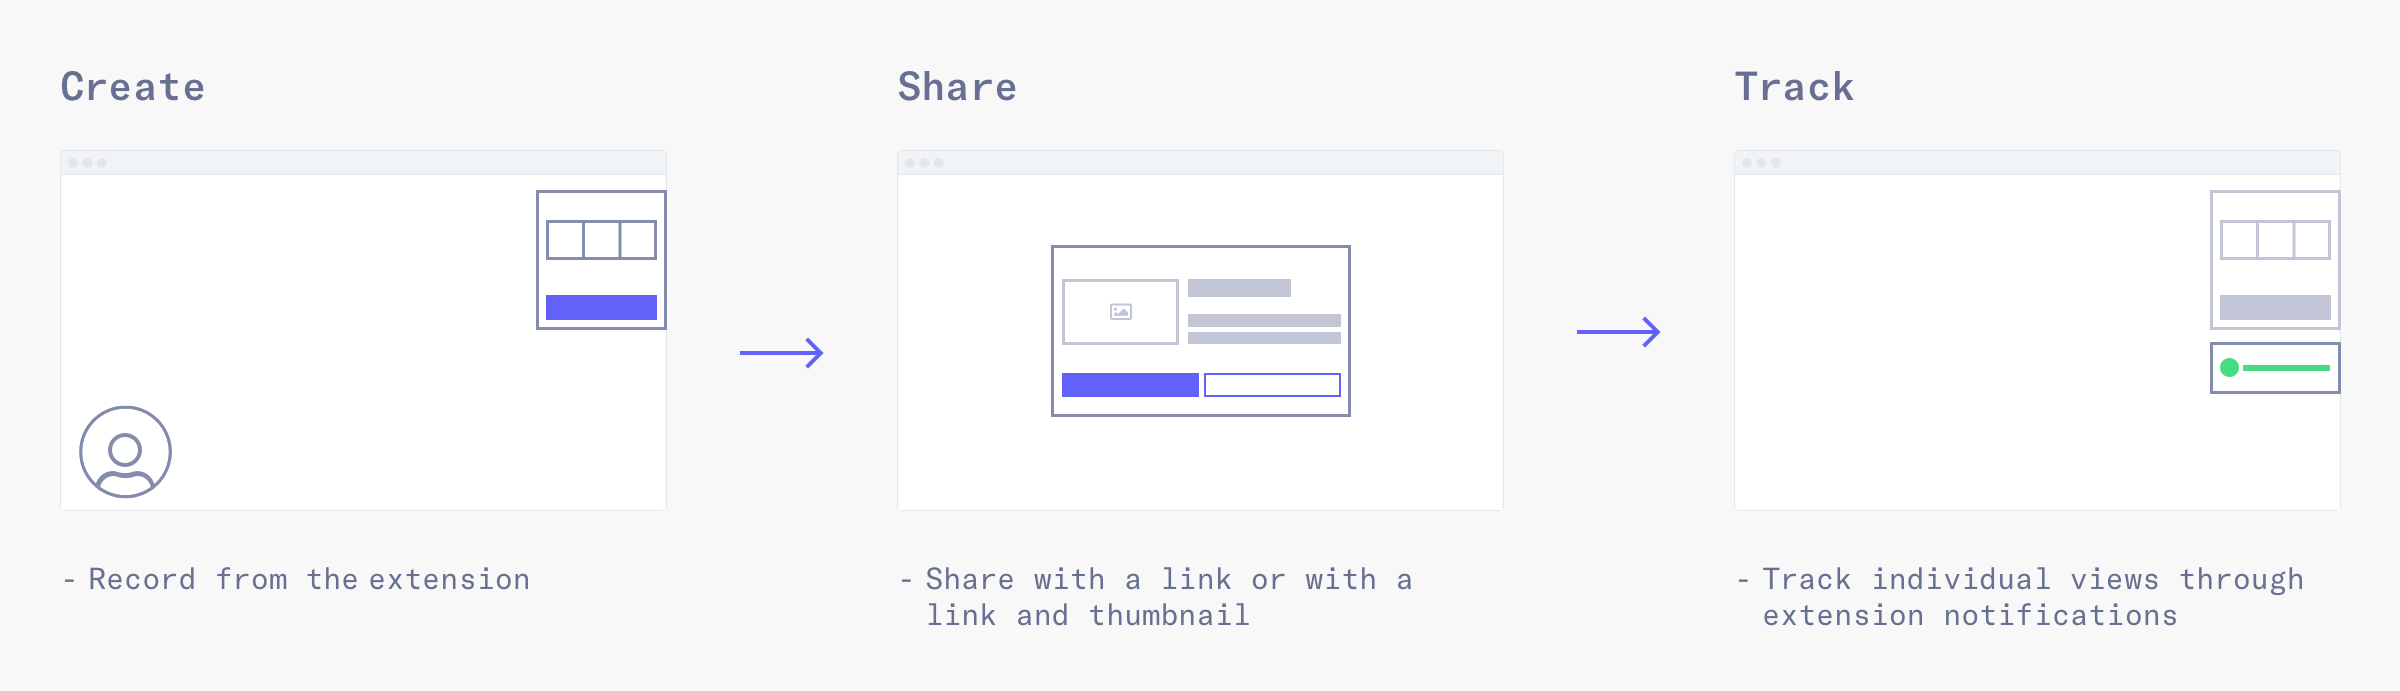 Create
- Record from the extension
Share
- Share with a link or with a
link and thumbnail
Track
- Track individual views through
extension notifications